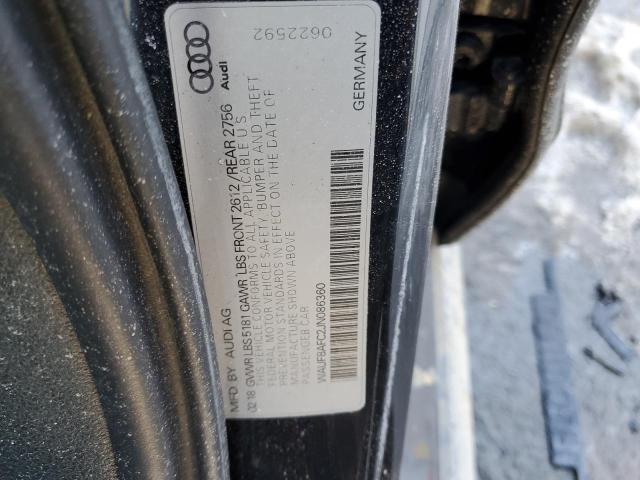 MFD BY AUDI AG
Audi
02/18 GVWR LBS 5181 GAWR LBS FRONT 2612/REAR 2756
THIS VEHICLE CONFORMS TO ALL APPLICABLE U S
FEDERAL MOTOR VEHICLE SAFETY, BUMPER AND THEFT
PREVENTION STANDARDS IN EFFECT ON THE DATE OF
MANUFACTURE SHOWN ABOVE
PASSENGER CAR
0622592
WAUF8AFC2JN086360
GERMANY